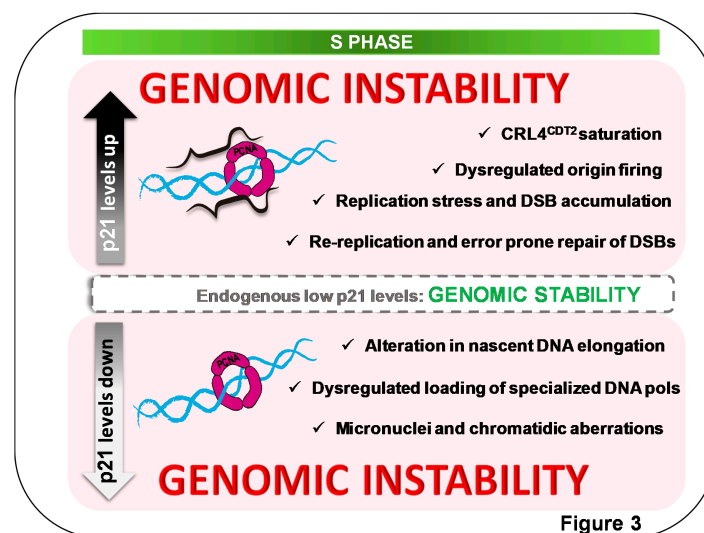 S PHASE
GENOMIC INSTABILITY
p21 levels up
PCNA
✓ CRL4^CDT2 saturation
✓ Dysregulated origin firing
✓ Replication stress and DSB accumulation
✓ Re-replication and error prone repair of DSBs
Endogenous low p21 levels: GENOMIC STABILITY
p21 levels down
PCNA
✓ Alteration in nascent DNA elongation
✓ Dysregulated loading of specialized DNA pols
✓ Micronuclei and chromatidic aberrations
GENOMIC INSTABILITY
Figure 3